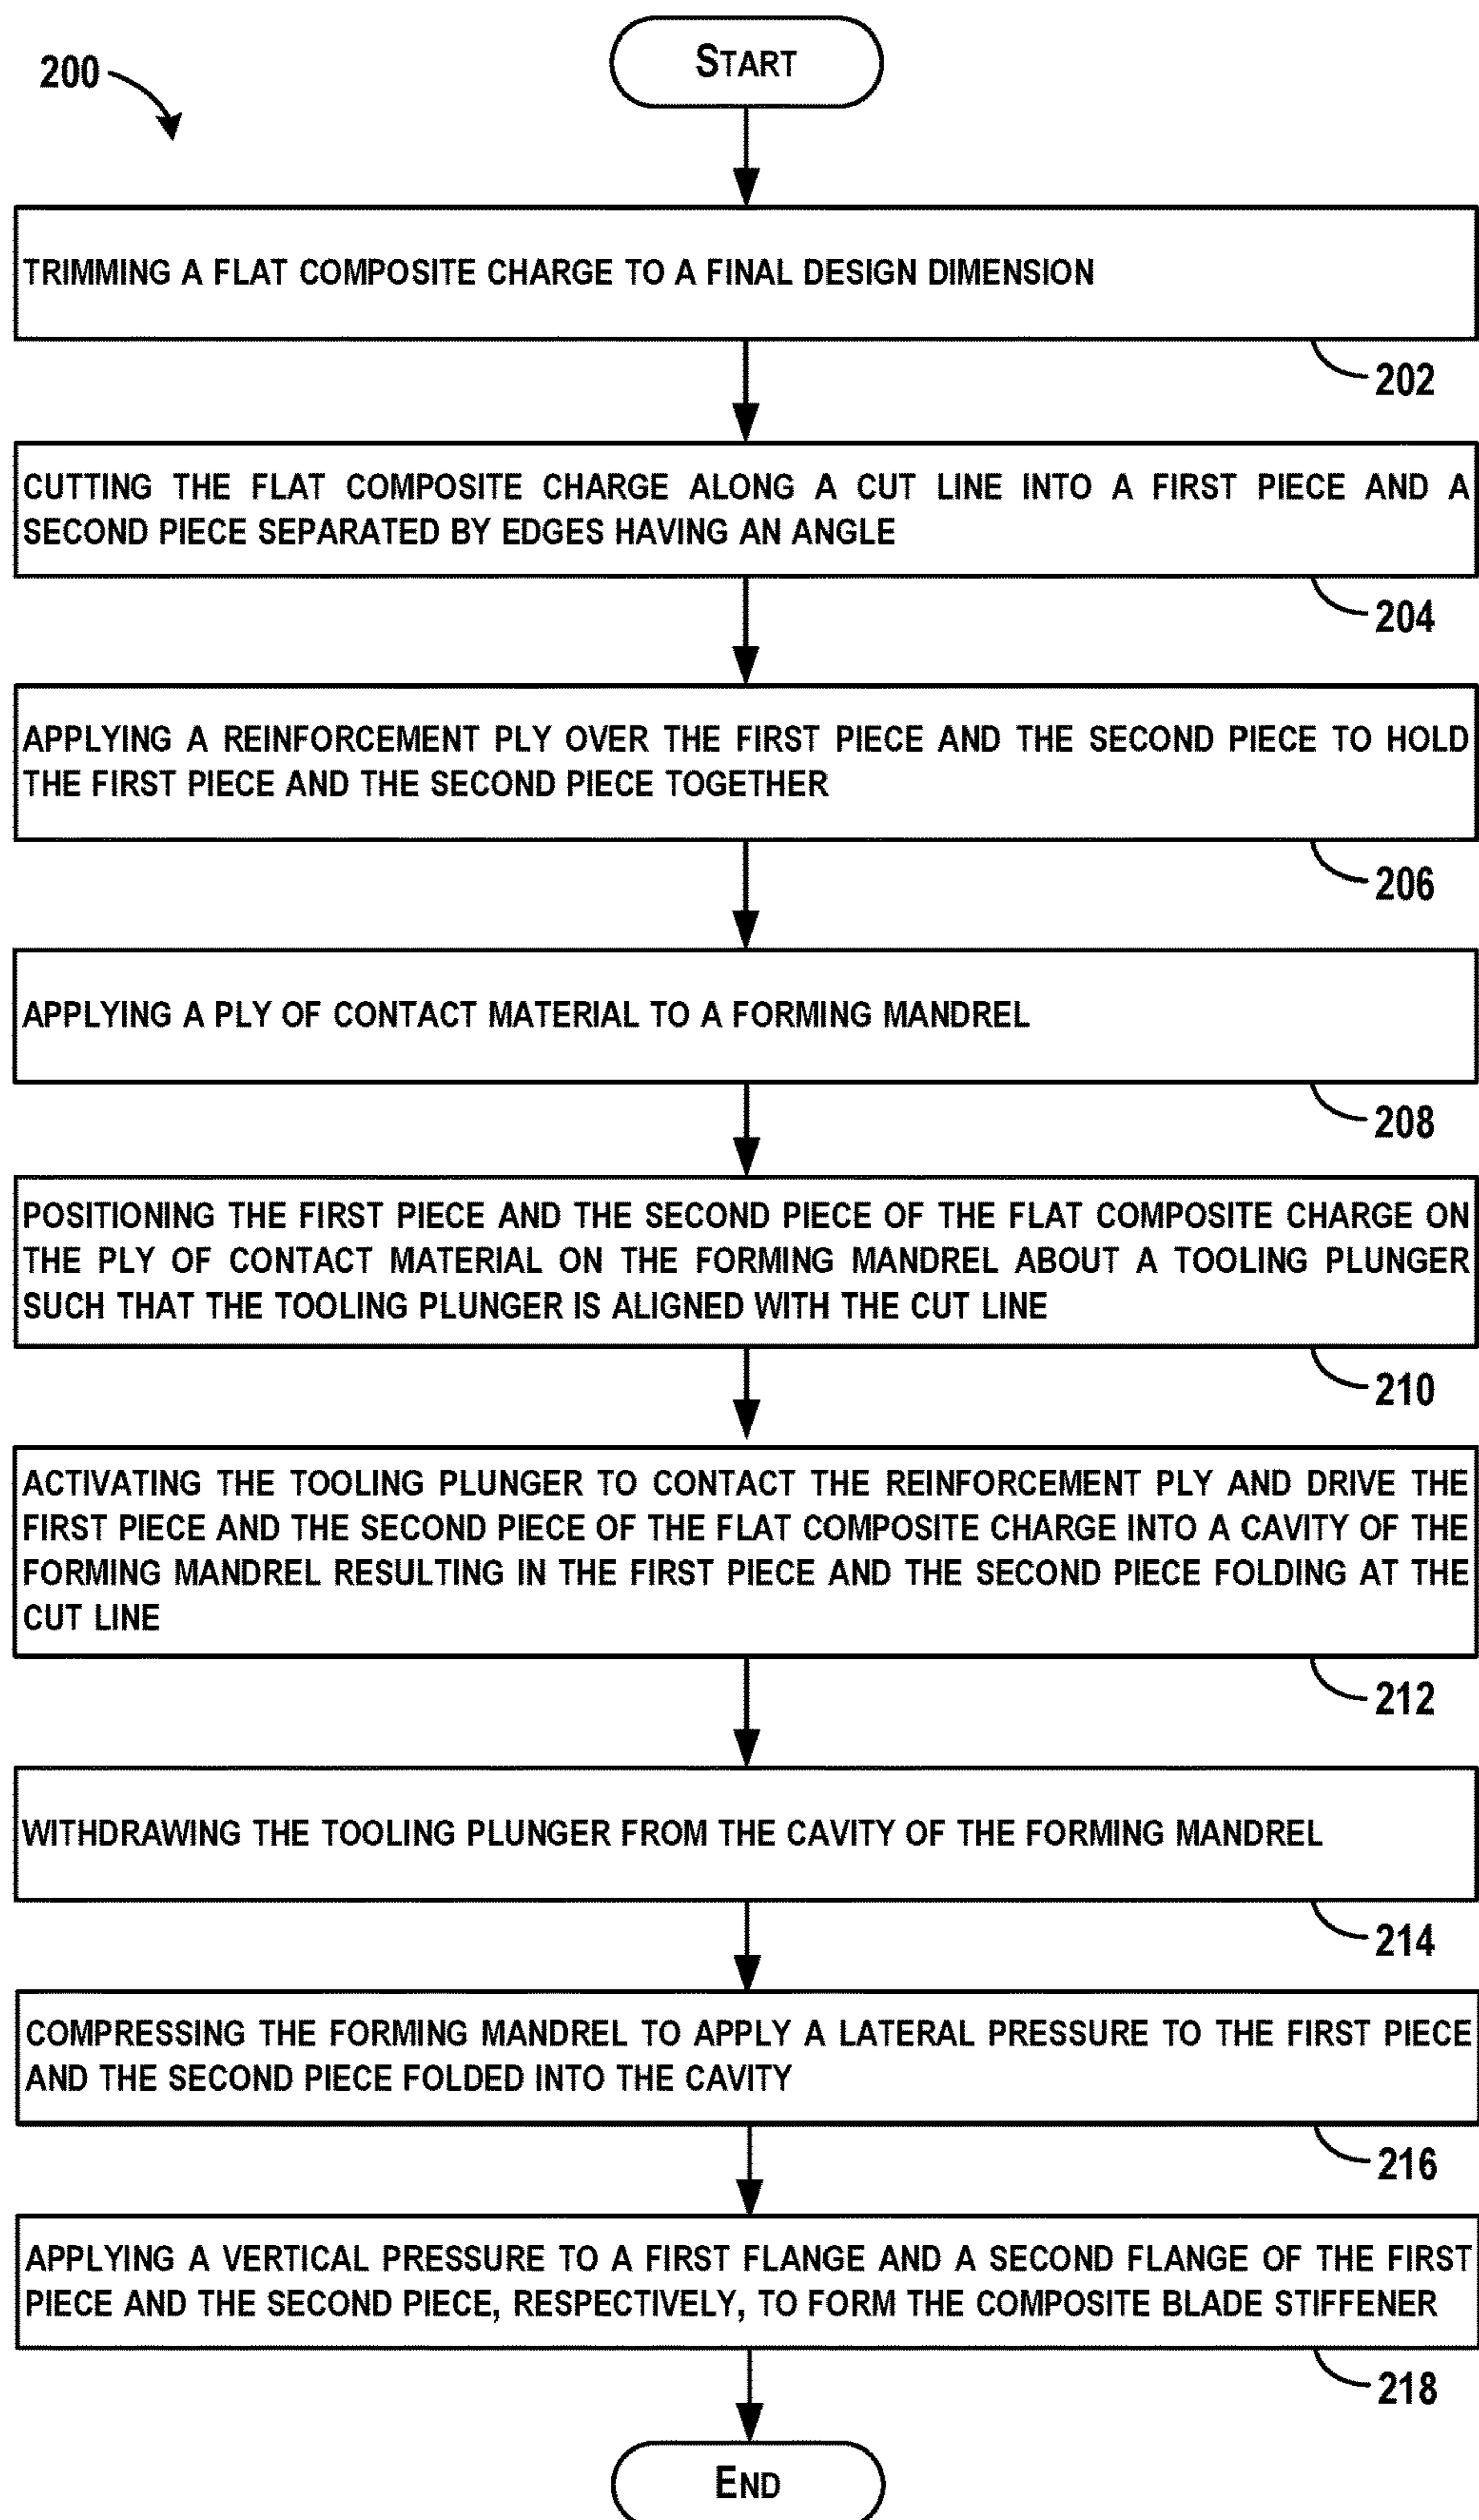 START
200
TRIMMING A FLAT COMPOSITE CHARGE TO A FINAL DESIGN DIMENSION
202
CUTTING THE FLAT COMPOSITE CHARGE ALONG A CUT LINE INTO A FIRST PIECE AND A
SECOND PIECE SEPARATED BY EDGES HAVING AN ANGLE
204
APPLYING A REINFORCEMENT PLY OVER THE FIRST PIECE AND THE SECOND PIECE TO HOLD
THE FIRST PIECE AND THE SECOND PIECE TOGETHER
206
APPLYING A PLY OF CONTACT MATERIAL TO A FORMING MANDREL
208
POSITIONING THE FIRST PIECE AND THE SECOND PIECE OF THE FLAT COMPOSITE CHARGE ON
THE PLY OF CONTACT MATERIAL ON THE FORMING MANDREL ABOUT A TOOLING PLUNGER
SUCH THAT THE TOOLING PLUNGER IS ALIGNED WITH THE CUT LINE
210
ACTIVATING THE TOOLING PLUNGER TO CONTACT THE REINFORCEMENT PLY AND DRIVE THE
FIRST PIECE AND THE SECOND PIECE OF THE FLAT COMPOSITE CHARGE INTO A CAVITY OF THE
FORMING MANDREL RESULTING IN THE FIRST PIECE AND THE SECOND PIECE FOLDING AT THE
CUT LINE
212
WITHDRAWING THE TOOLING PLUNGER FROM THE CAVITY OF THE FORMING MANDREL
214
COMPRESSING THE FORMING MANDREL TO APPLY A LATERAL PRESSURE TO THE FIRST PIECE
AND THE SECOND PIECE FOLDED INTO THE CAVITY
216
APPLYING A VERTICAL PRESSURE TO A FIRST FLANGE AND A SECOND FLANGE OF THE FIRST
PIECE AND THE SECOND PIECE, RESPECTIVELY, TO FORM THE COMPOSITE BLADE STIFFENER
218
END